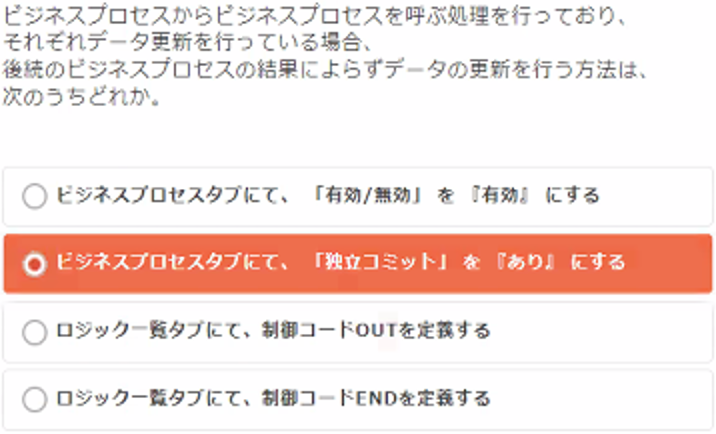 ビジネスプロセスからビジネスプロセスを呼ぶ処理を行っており、
それぞれデータ更新を行っている場合、
後続のビジネスプロセスの結果によらずデータの更新を行う方法は、
次のうちどれか。
ビジネスプロセスタブにて、「有効/無効」を『有効』にする
ビジネスプロセスタブにて、「独立コミット」を『あり』にする
ロジック一覧タブにて、制御コードOUTを定義する
ロジック一覧タブにて、制御コードENDを定義する